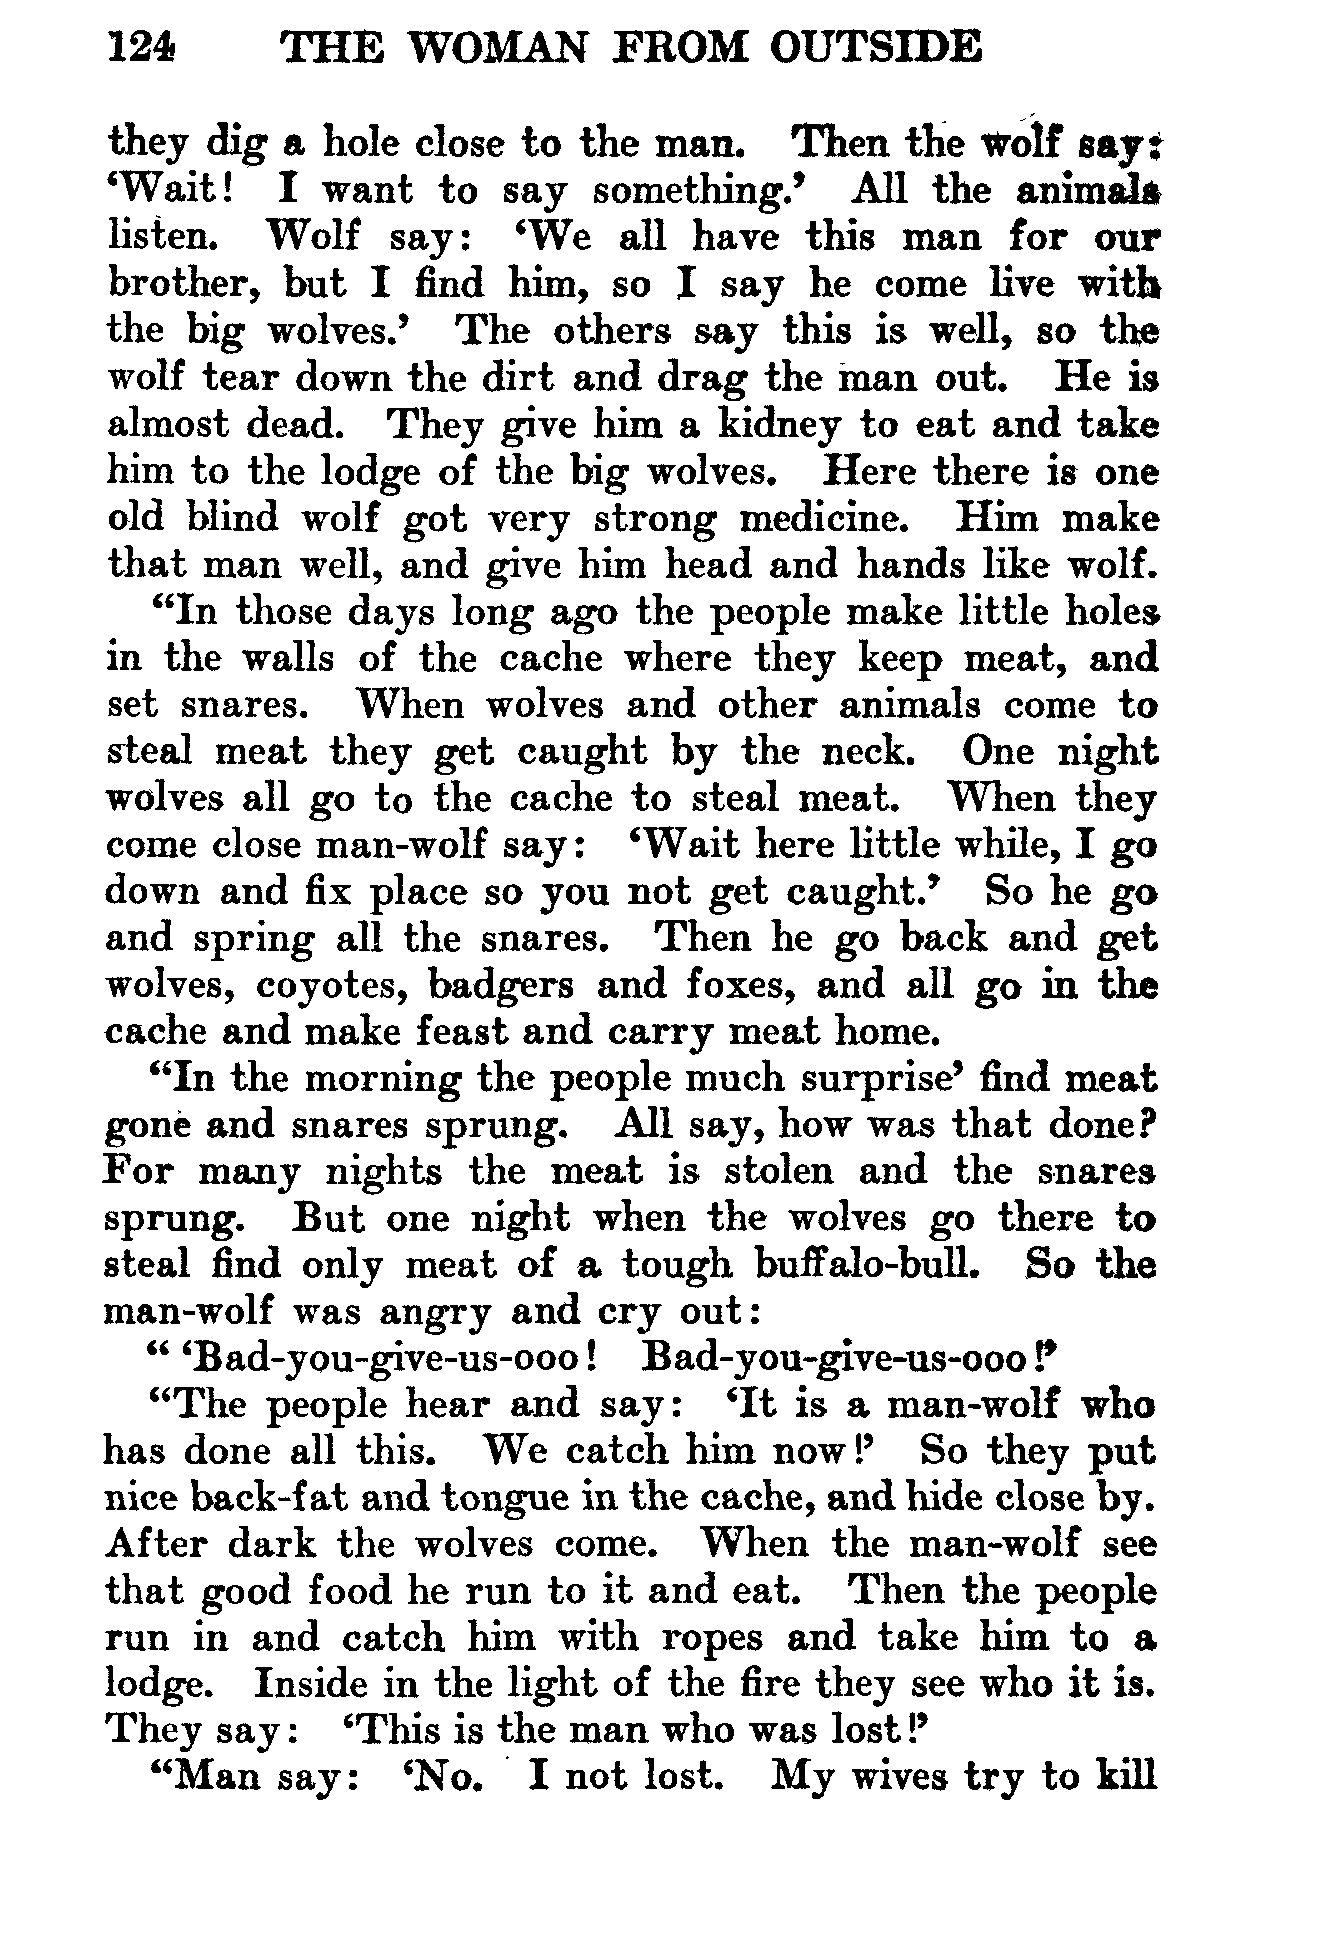 124 THE WOMAN FROM OUTSIDE
they dig a hole close to the man. Then the wolf say:
‘Wait! I want to say something.’ All the animals
listen. Wolf say: ‘We all have this man for our
brother, but I find him, so I say he come live with
the big wolves.’ The others say this is well, so the
wolf tear down the dirt and drag the man out. He is
almost dead. They give him a kidney to eat and take
him to the lodge of the big wolves. Here there is one
old blind wolf got very strong medicine. Him make
that man well, and give him head and hands like wolf.
“In those days long ago the people make little holes
in the walls of the cache where they keep meat, and
set snares. When wolves and other animals come to
steal meat they get caught by the neck. One night
wolves all go to the cache to steal meat. When they
come close man-wolf say: ‘Wait here little while, I go
down and fix place so you not get caught.’ So he go
and spring all the snares. Then he go back and get
wolves, coyotes, badgers and foxes, and all go in the
cache and make feast and carry meat home.
“In the morning the people much surprise’ find meat
gone and snares sprung. All say, how was that done?
For many nights the meat is stolen and the snares
sprung. But one night when the wolves go there to
steal find only meat of a tough buffalo-bull. So the
man-wolf was angry and cry out:
“ ‘Bad-you-give-us-ooo! Bad-you-give-us-ooo!’
“The people hear and say: ‘It is a man-wolf who
has done all this. We catch him now!’ So they put
nice back-fat and tongue in the cache, and hide close by.
After dark the wolves come. When the man-wolf see
that good food he run to it and eat. Then the people
run in and catch him with ropes and take him to a
lodge. Inside in the light of the fire they see who it is.
They say: ‘This is the man who was lost!’
“Man say: ‘No. I not lost. My wives try to kill